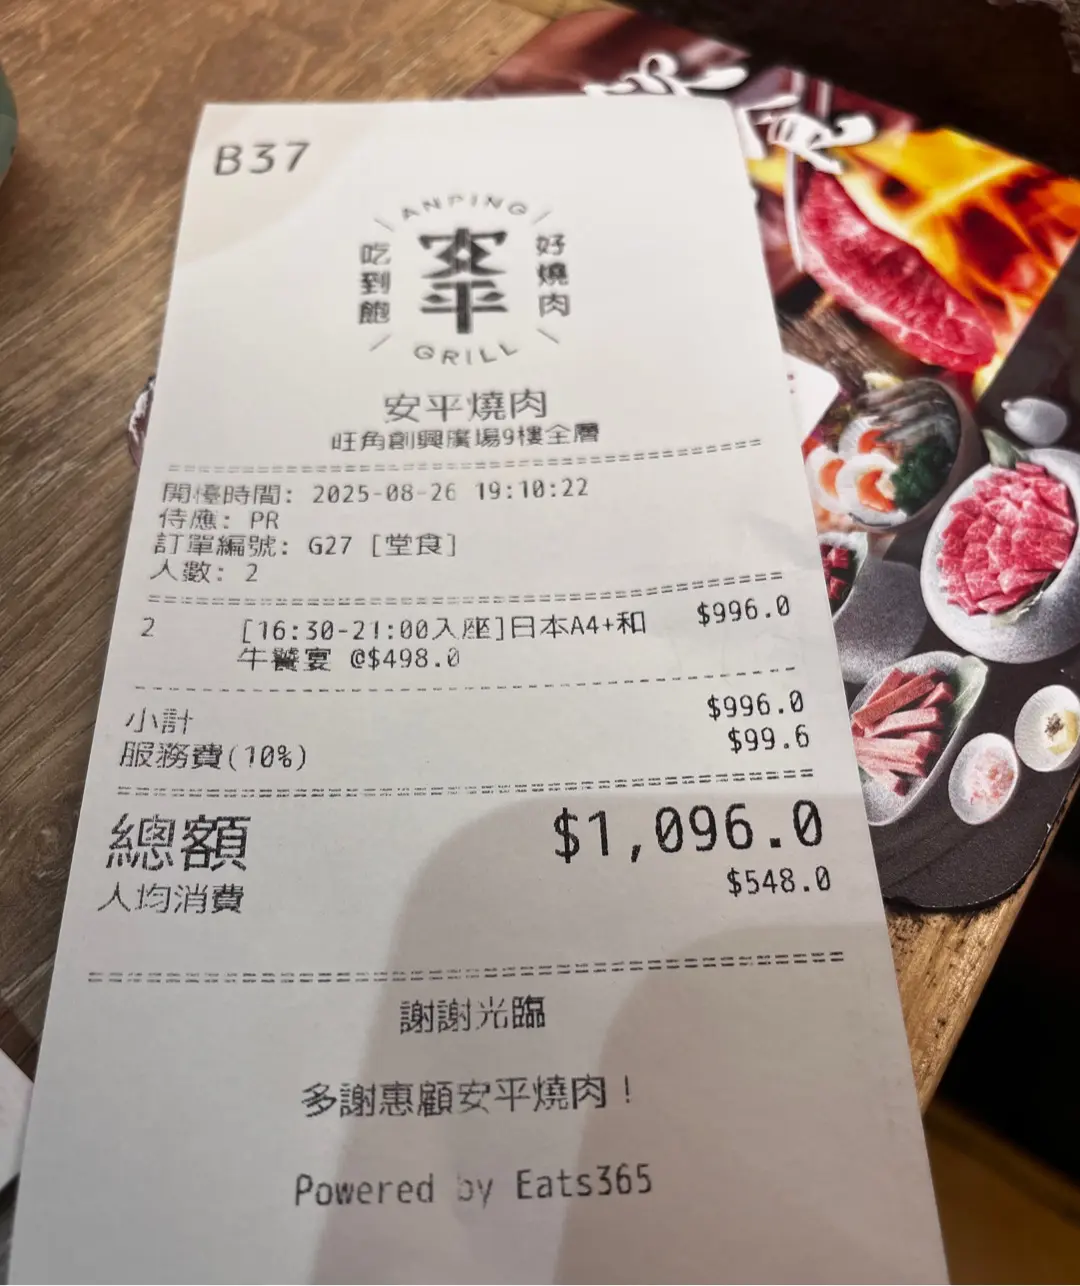 B37
ANPING
吃到飽
安平
好燒肉
GRILL
安平燒肉
旺角創興廣場9樓全層
開檯時間: 2025-08-26 19:10:22
侍應: PR
訂單編號: G27 [堂食]
人數: 2
2 [16:30-21:00入座]日本A4+和 $996.0
牛饗宴 @$498.0
小計 $996.0
服務費(10%) $99.6
總額 $1,096.0
人均消費 $548.0
謝謝光臨
多謝惠顧安平燒肉！
Powered by Eats365